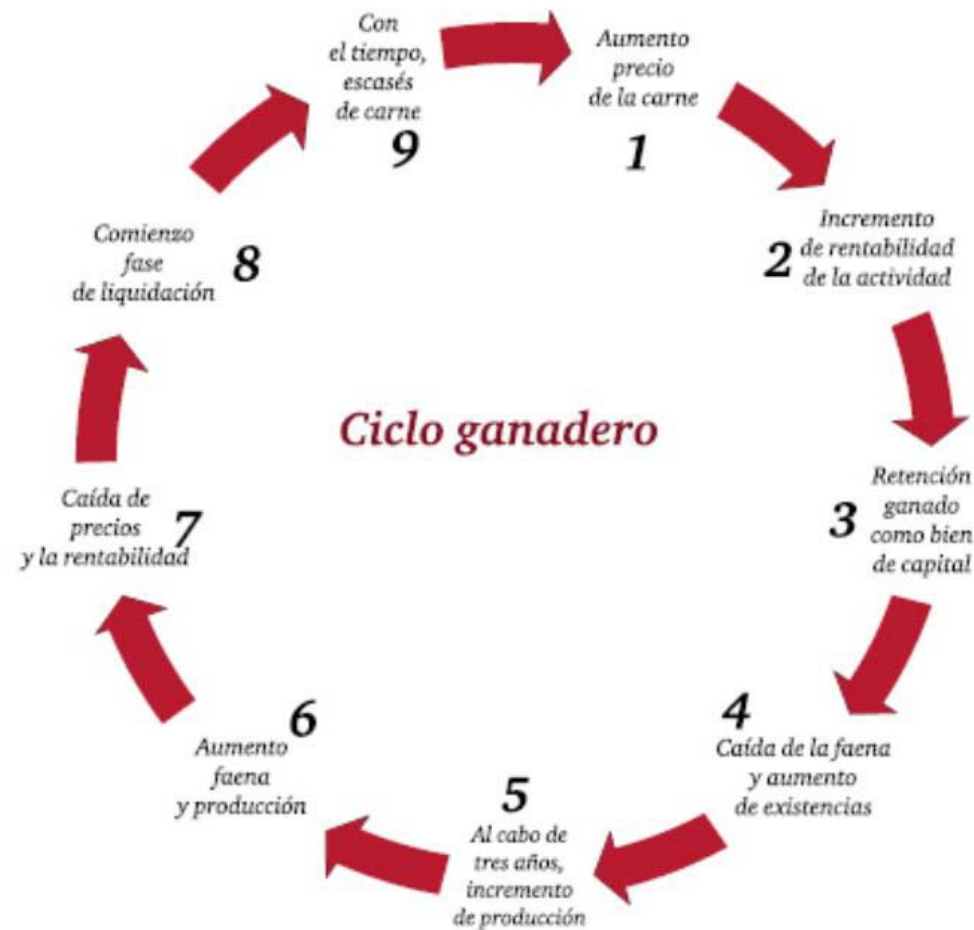 Ciclo ganadero
Aumento
precio
de la carne
1
2
Incremento
de rentabilidad
de la actividad
3
Retención
ganado
como bien
de capital
4
Caída de la faena
y aumento
de existencias
5
Al cabo de
tres años,
incremento
de producción
6
Aumento
faena
y producción
7
Caída de
precios
y la rentabilidad
8
Comienzo
fase
de liquidación
9
Con
el tiempo,
escasés
de carne